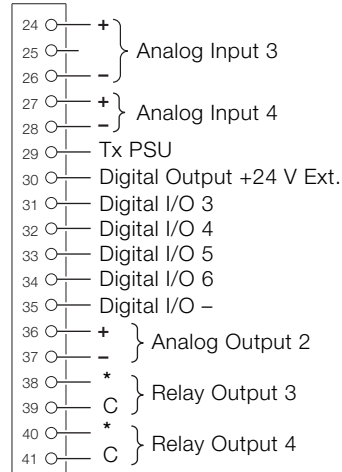 24 +
25
26 –
Analog Input 3
27 +
28 –
Analog Input 4
29 Tx PSU
30 Digital Output +24 V Ext.
31 Digital I/O 3
32 Digital I/O 4
33 Digital I/O 5
34 Digital I/O 6
35 Digital I/O –
36 +
37 –
Analog Output 2
38 *
39 C
Relay Output 3
40 *
41 C
Relay Output 4